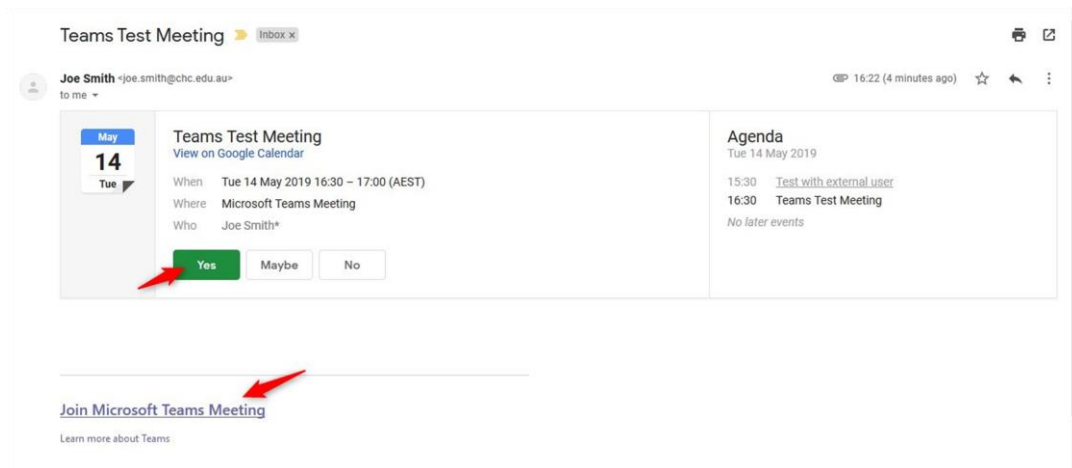 Teams Test Meeting Inbox x
Joe Smith <joe.smith@chc.edu.au> 16:22 (4 minutes ago)
to me
May
14
Tue
Teams Test Meeting
View on Google Calendar
When Tue 14 May 2019 16:30 – 17:00 (AEST)
Where Microsoft Teams Meeting
Who Joe Smith*
Yes Maybe No
Agenda
Tue 14 May 2019
15:30 Test with external user
16:30 Teams Test Meeting
No later events
Join Microsoft Teams Meeting
Learn more about Teams